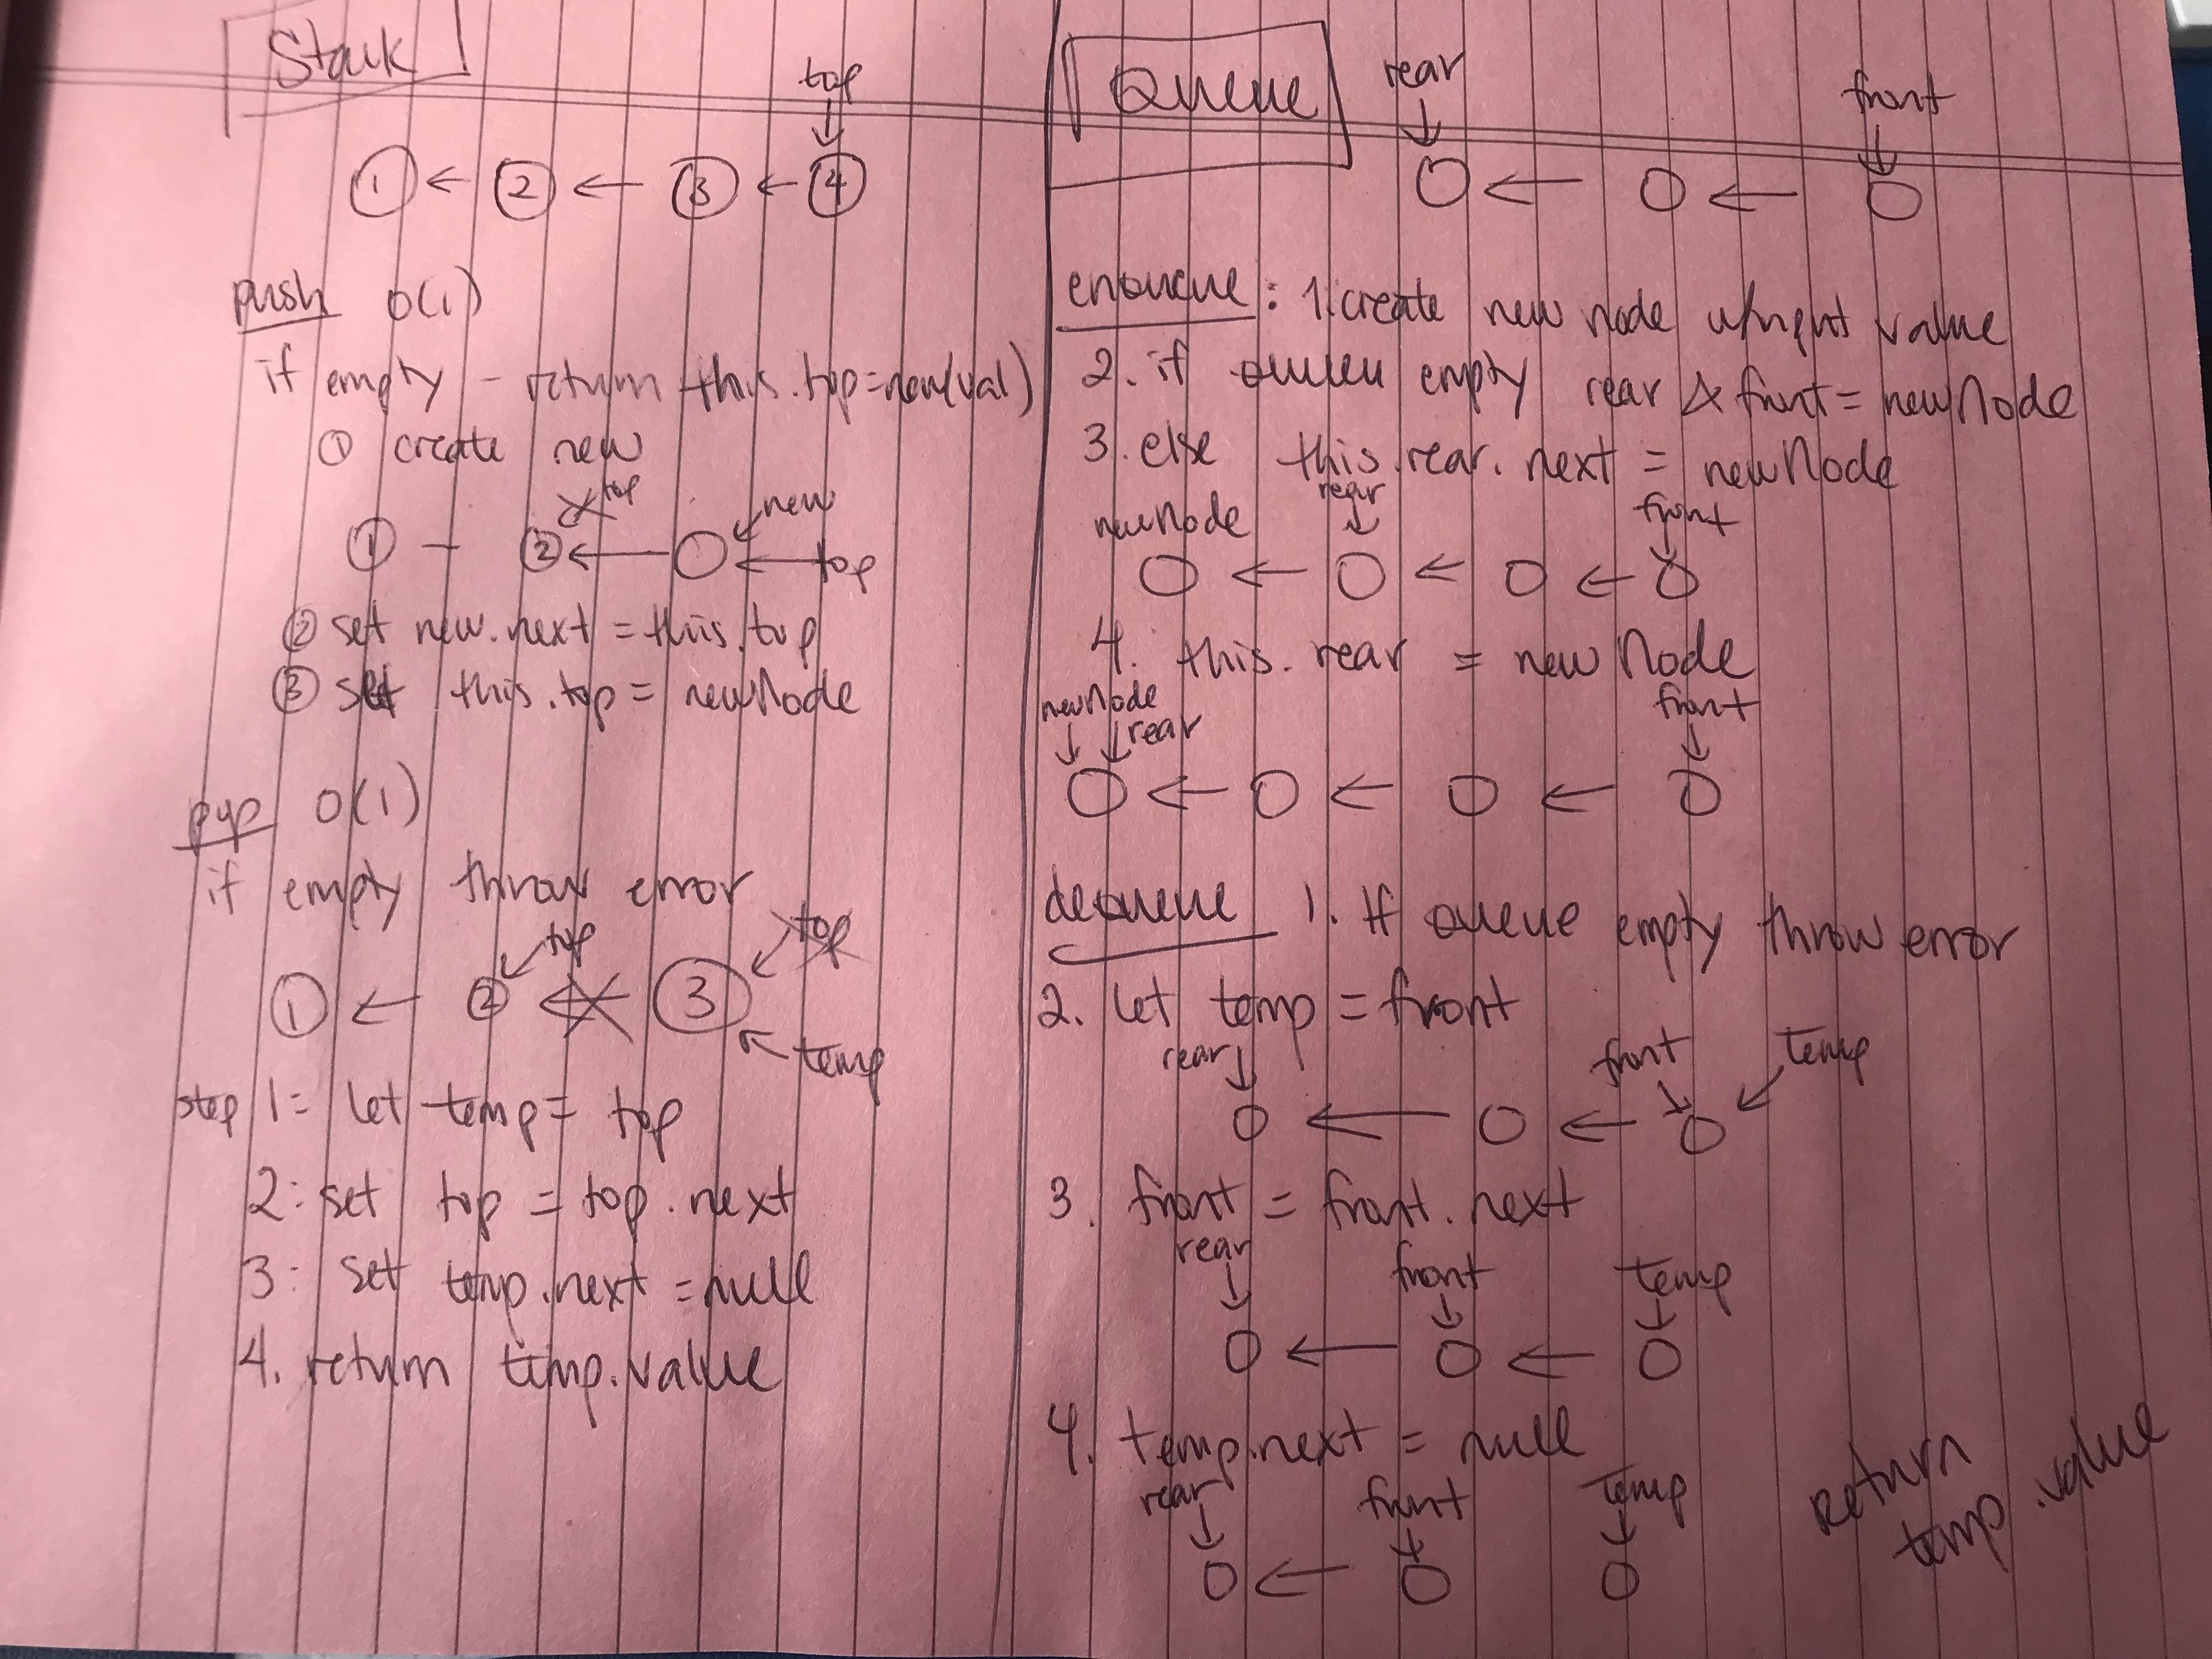 Stack
top
1 ← 2 ← 3 ← 4
push O(1)
if empty - return this.top=new(val)
① create new
top
new
1 - 2 ← top
② set new.next = this.top
③ set this.top = newNode
pop O(1)
if empty throw error
top top
1 ← 2 ← 3
temp
step 1: let temp = top
2: set top = top.next
3: set temp.next = null
4. return temp.value
Queue
rear front
enqueue: 1. create new node w/input value
2. if queue empty rear & front = newNode
3. else this.rear.next = newNode
newNode rear front
4. this.rear = newNode
newNode rear front
dequeue 1. If queue empty throw error
2. let temp = front
rear front temp
3. front = front.next
rear front temp
4. temp.next = null
rear front temp
return
temp.value